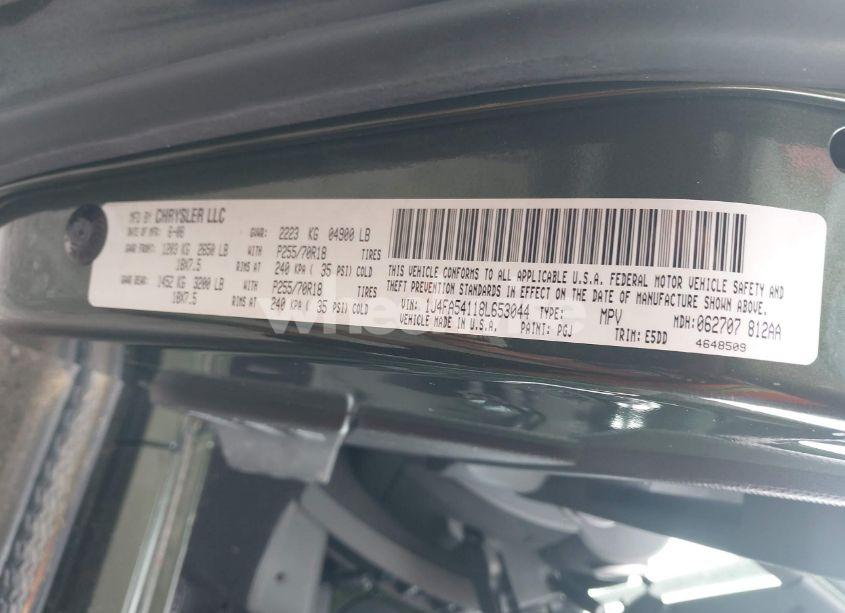 MFD BY CHRYSLER LLC
DATE OF MFR: 6-08 GVWR: 2223 KG 04900 LB
GAWR FRONT: 1203 KG 2650 LB WITH P255/70R18 TIRES
18X7.5 RIMS AT 240 KPA ( 35 PSI) COLD
GAWR REAR: 1452 KG 3200 LB WITH P255/70R18 TIRES
18X7.5 RIMS AT 240 KPA ( 35 PSI) COLD
THIS VEHICLE CONFORMS TO ALL APPLICABLE U.S.A. FEDERAL MOTOR VEHICLE SAFETY AND
THEFT PREVENTION STANDARDS IN EFFECT ON THE DATE OF MANUFACTURE SHOWN ABOVE.
VIN: 1J4FA54118L653044 TYPE: MPV MDH: 062707 812AA
VEHICLE MADE IN U.S.A. PAINT: PGJ TRIM: E5DD 4648509